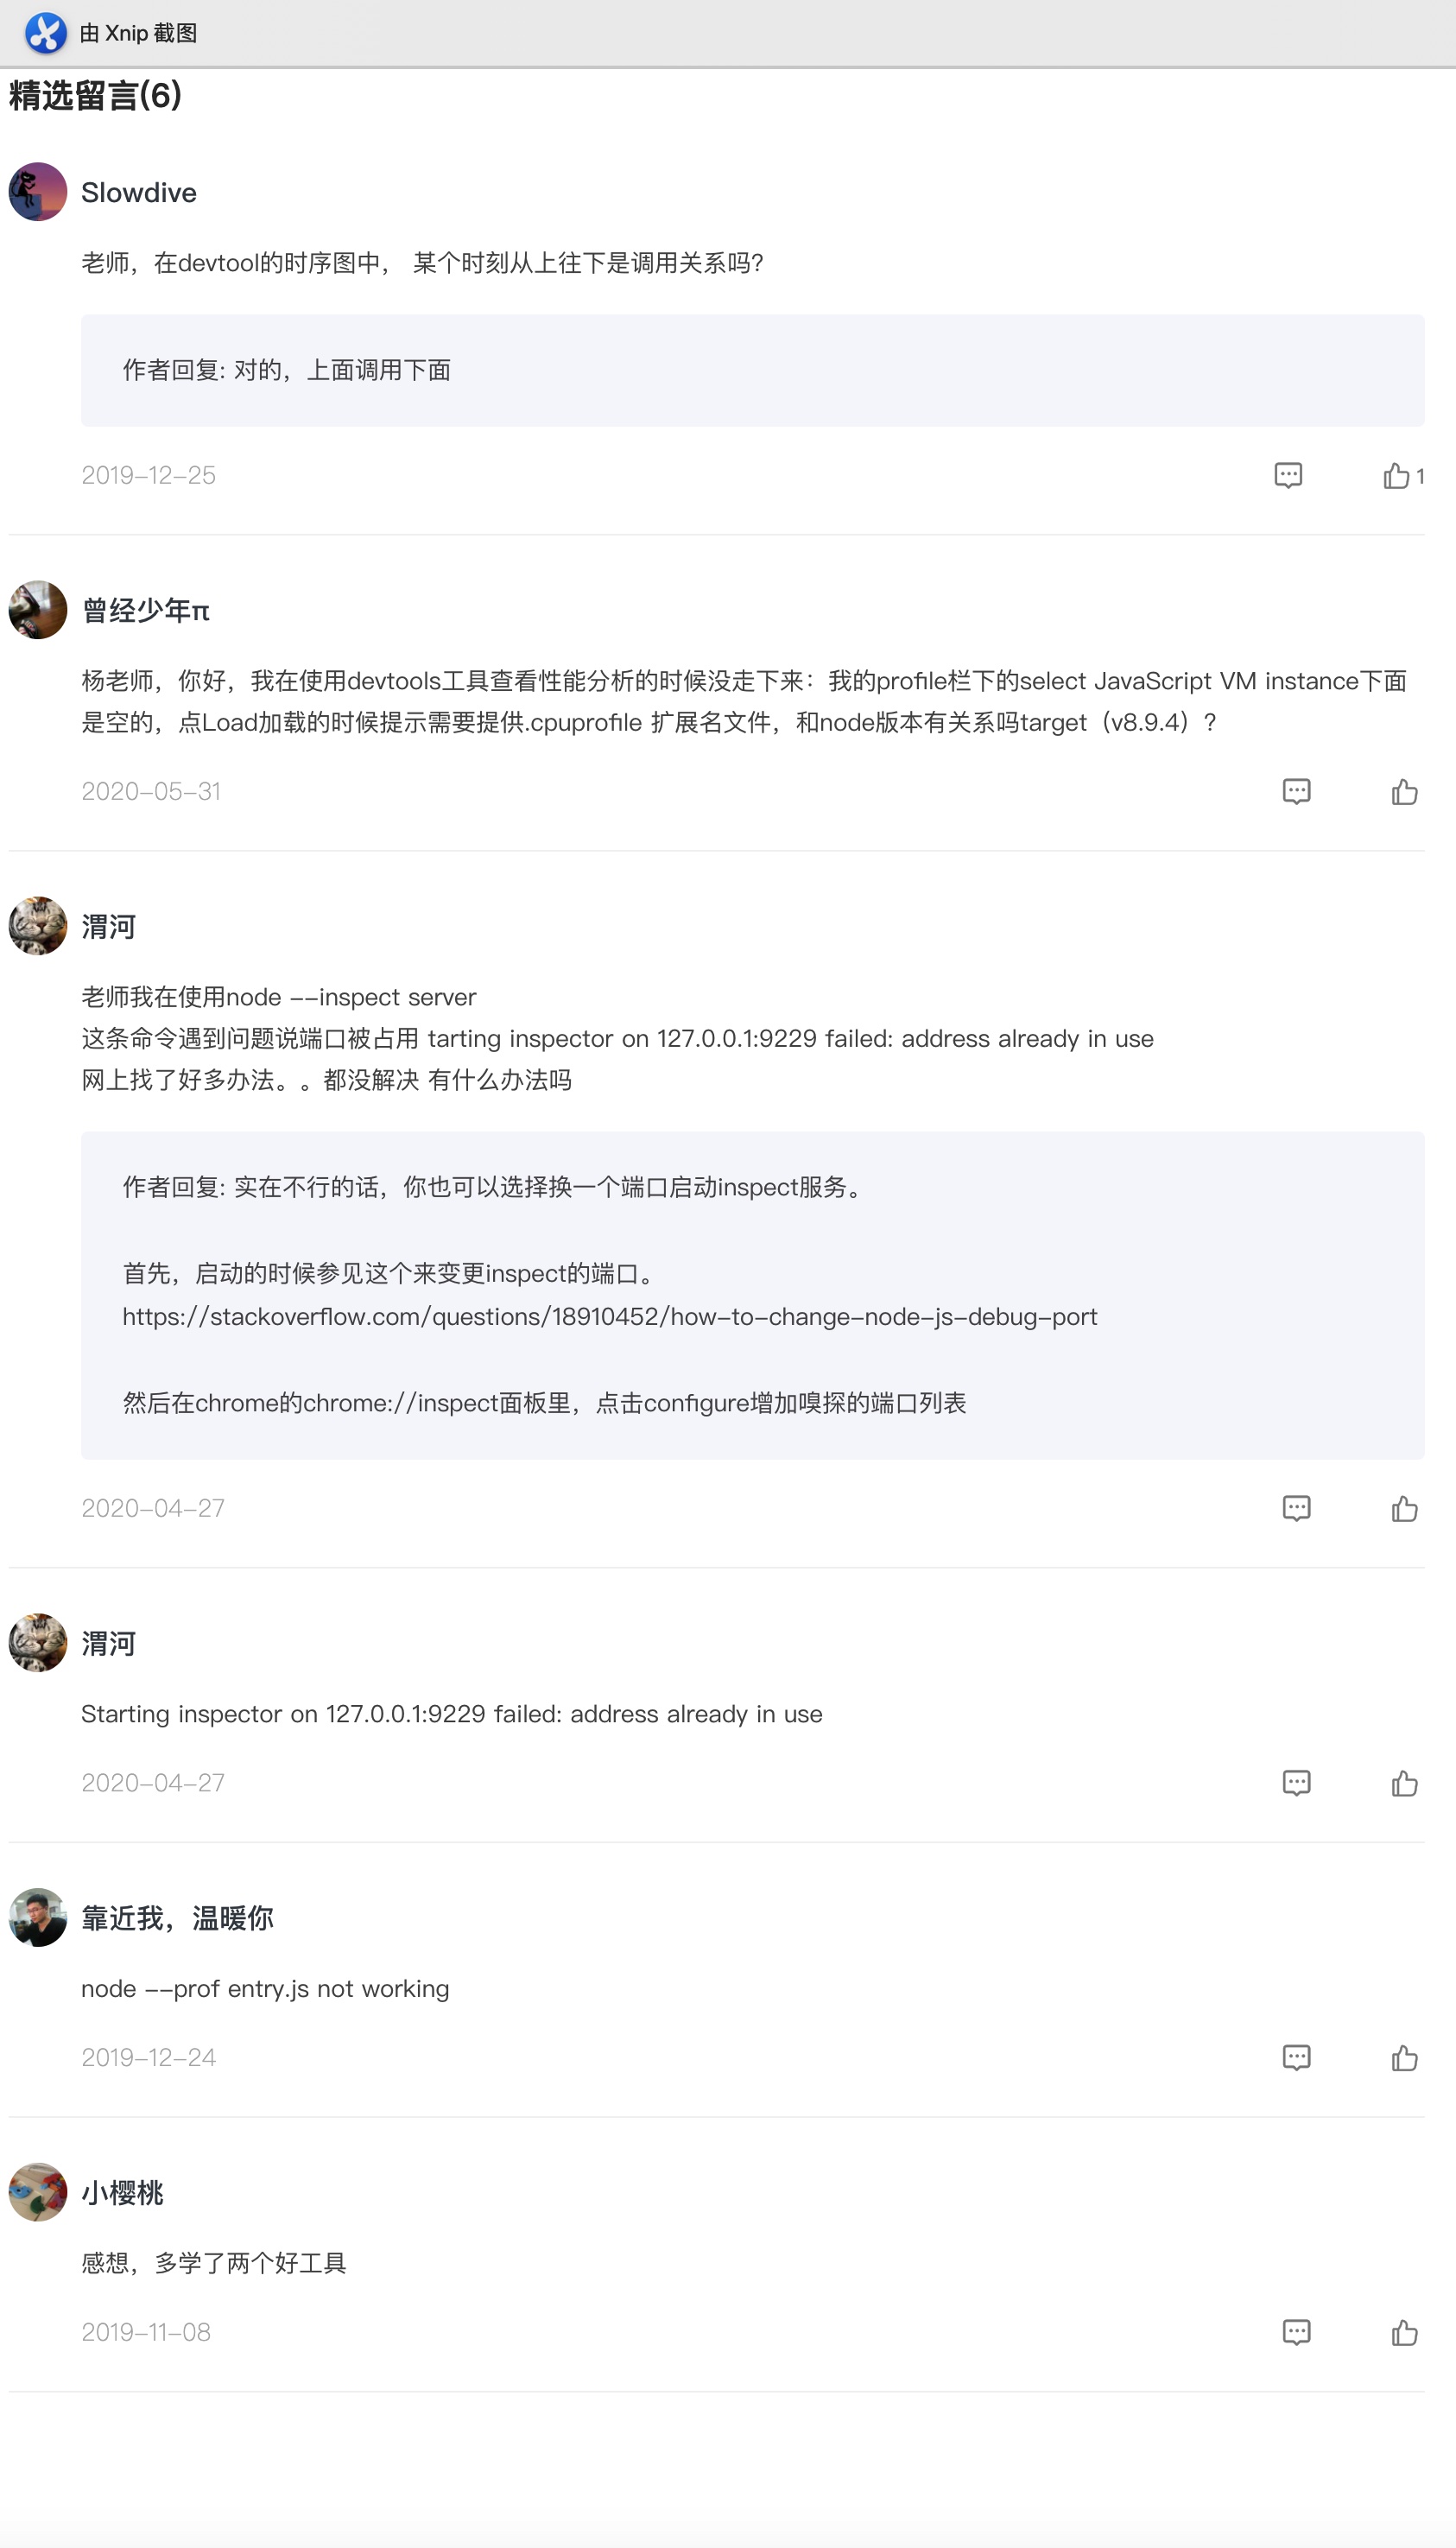 由 Xnip 截图
精选留言(6)
Slowdive
老师，在devtool的时序图中， 某个时刻从上往下是调用关系吗?
作者回复: 对的，上面调用下面
2019-12-25
1
曾经少年π
杨老师，你好，我在使用devtools工具查看性能分析的时候没走下来：我的profile栏下的select JavaScript VM instance下面
是空的，点Load加载的时候提示需要提供.cpuprofile 扩展名文件，和node版本有关系吗target（v8.9.4）?
2020-05-31
渭河
老师我在使用node --inspect server
这条命令遇到问题说端口被占用 tarting inspector on 127.0.0.1:9229 failed: address already in use
网上找了好多办法。。都没解决 有什么办法吗
作者回复: 实在不行的话，你也可以选择换一个端口启动inspect服务。
首先，启动的时候参见这个来变更inspect的端口。
https://stackoverflow.com/questions/18910452/how-to-change-node-js-debug-port
然后在chrome的chrome://inspect面板里，点击configure增加嗅探的端口列表
2020-04-27
渭河
Starting inspector on 127.0.0.1:9229 failed: address already in use
2020-04-27
靠近我，温暖你
node --prof entry.js not working
2019-12-24
小樱桃
感想，多学了两个好工具
2019-11-08